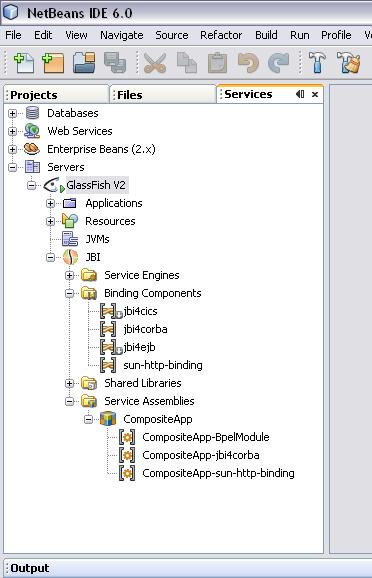 NetBeans IDE 6.0
File Edit View Navigate Source Refactor Build Run Profile
Projects Files Services
Databases
Web Services
Enterprise Beans (2.x)
Servers
GlassFish V2
Applications
Resources
JVMs
JBI
Service Engines
Binding Components
jbi4cics
jbi4corba
jbi4ejb
sun-http-binding
Shared Libraries
Service Assemblies
CompositeApp
CompositeApp-BpelModule
CompositeApp-jbi4corba
CompositeApp-sun-http-binding
Output